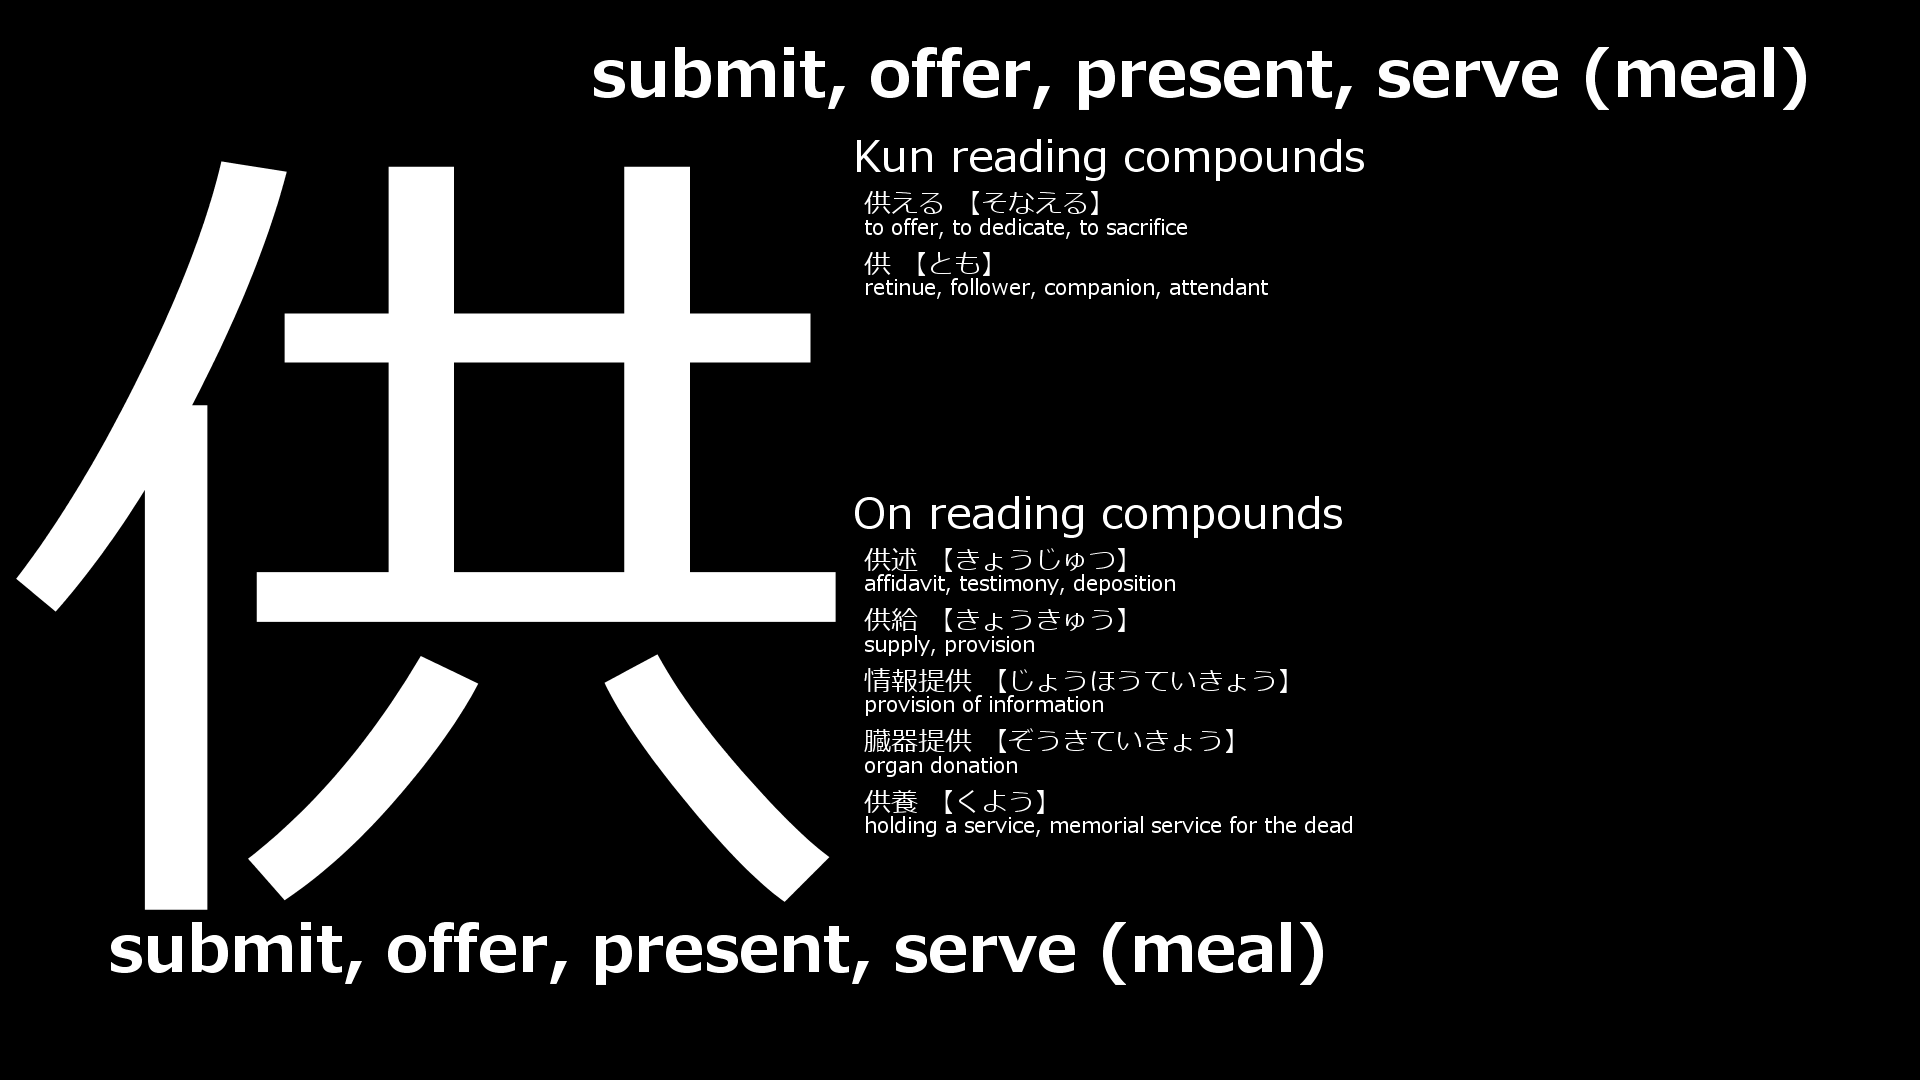 submit, offer, present, serve (meal)
供
Kun reading compounds
供える 【そなえる】
to offer, to dedicate, to sacrifice
供 【とも】
retinue, follower, companion, attendant
On reading compounds
供述 【きょうじゅつ】
affidavit, testimony, deposition
供給 【きょうきゅう】
supply, provision
情報提供 【じょうほうていきょう】
provision of information
臓器提供 【ぞうきていきょう】
organ donation
供養 【くよう】
holding a service, memorial service for the dead
submit, offer, present, serve (meal)